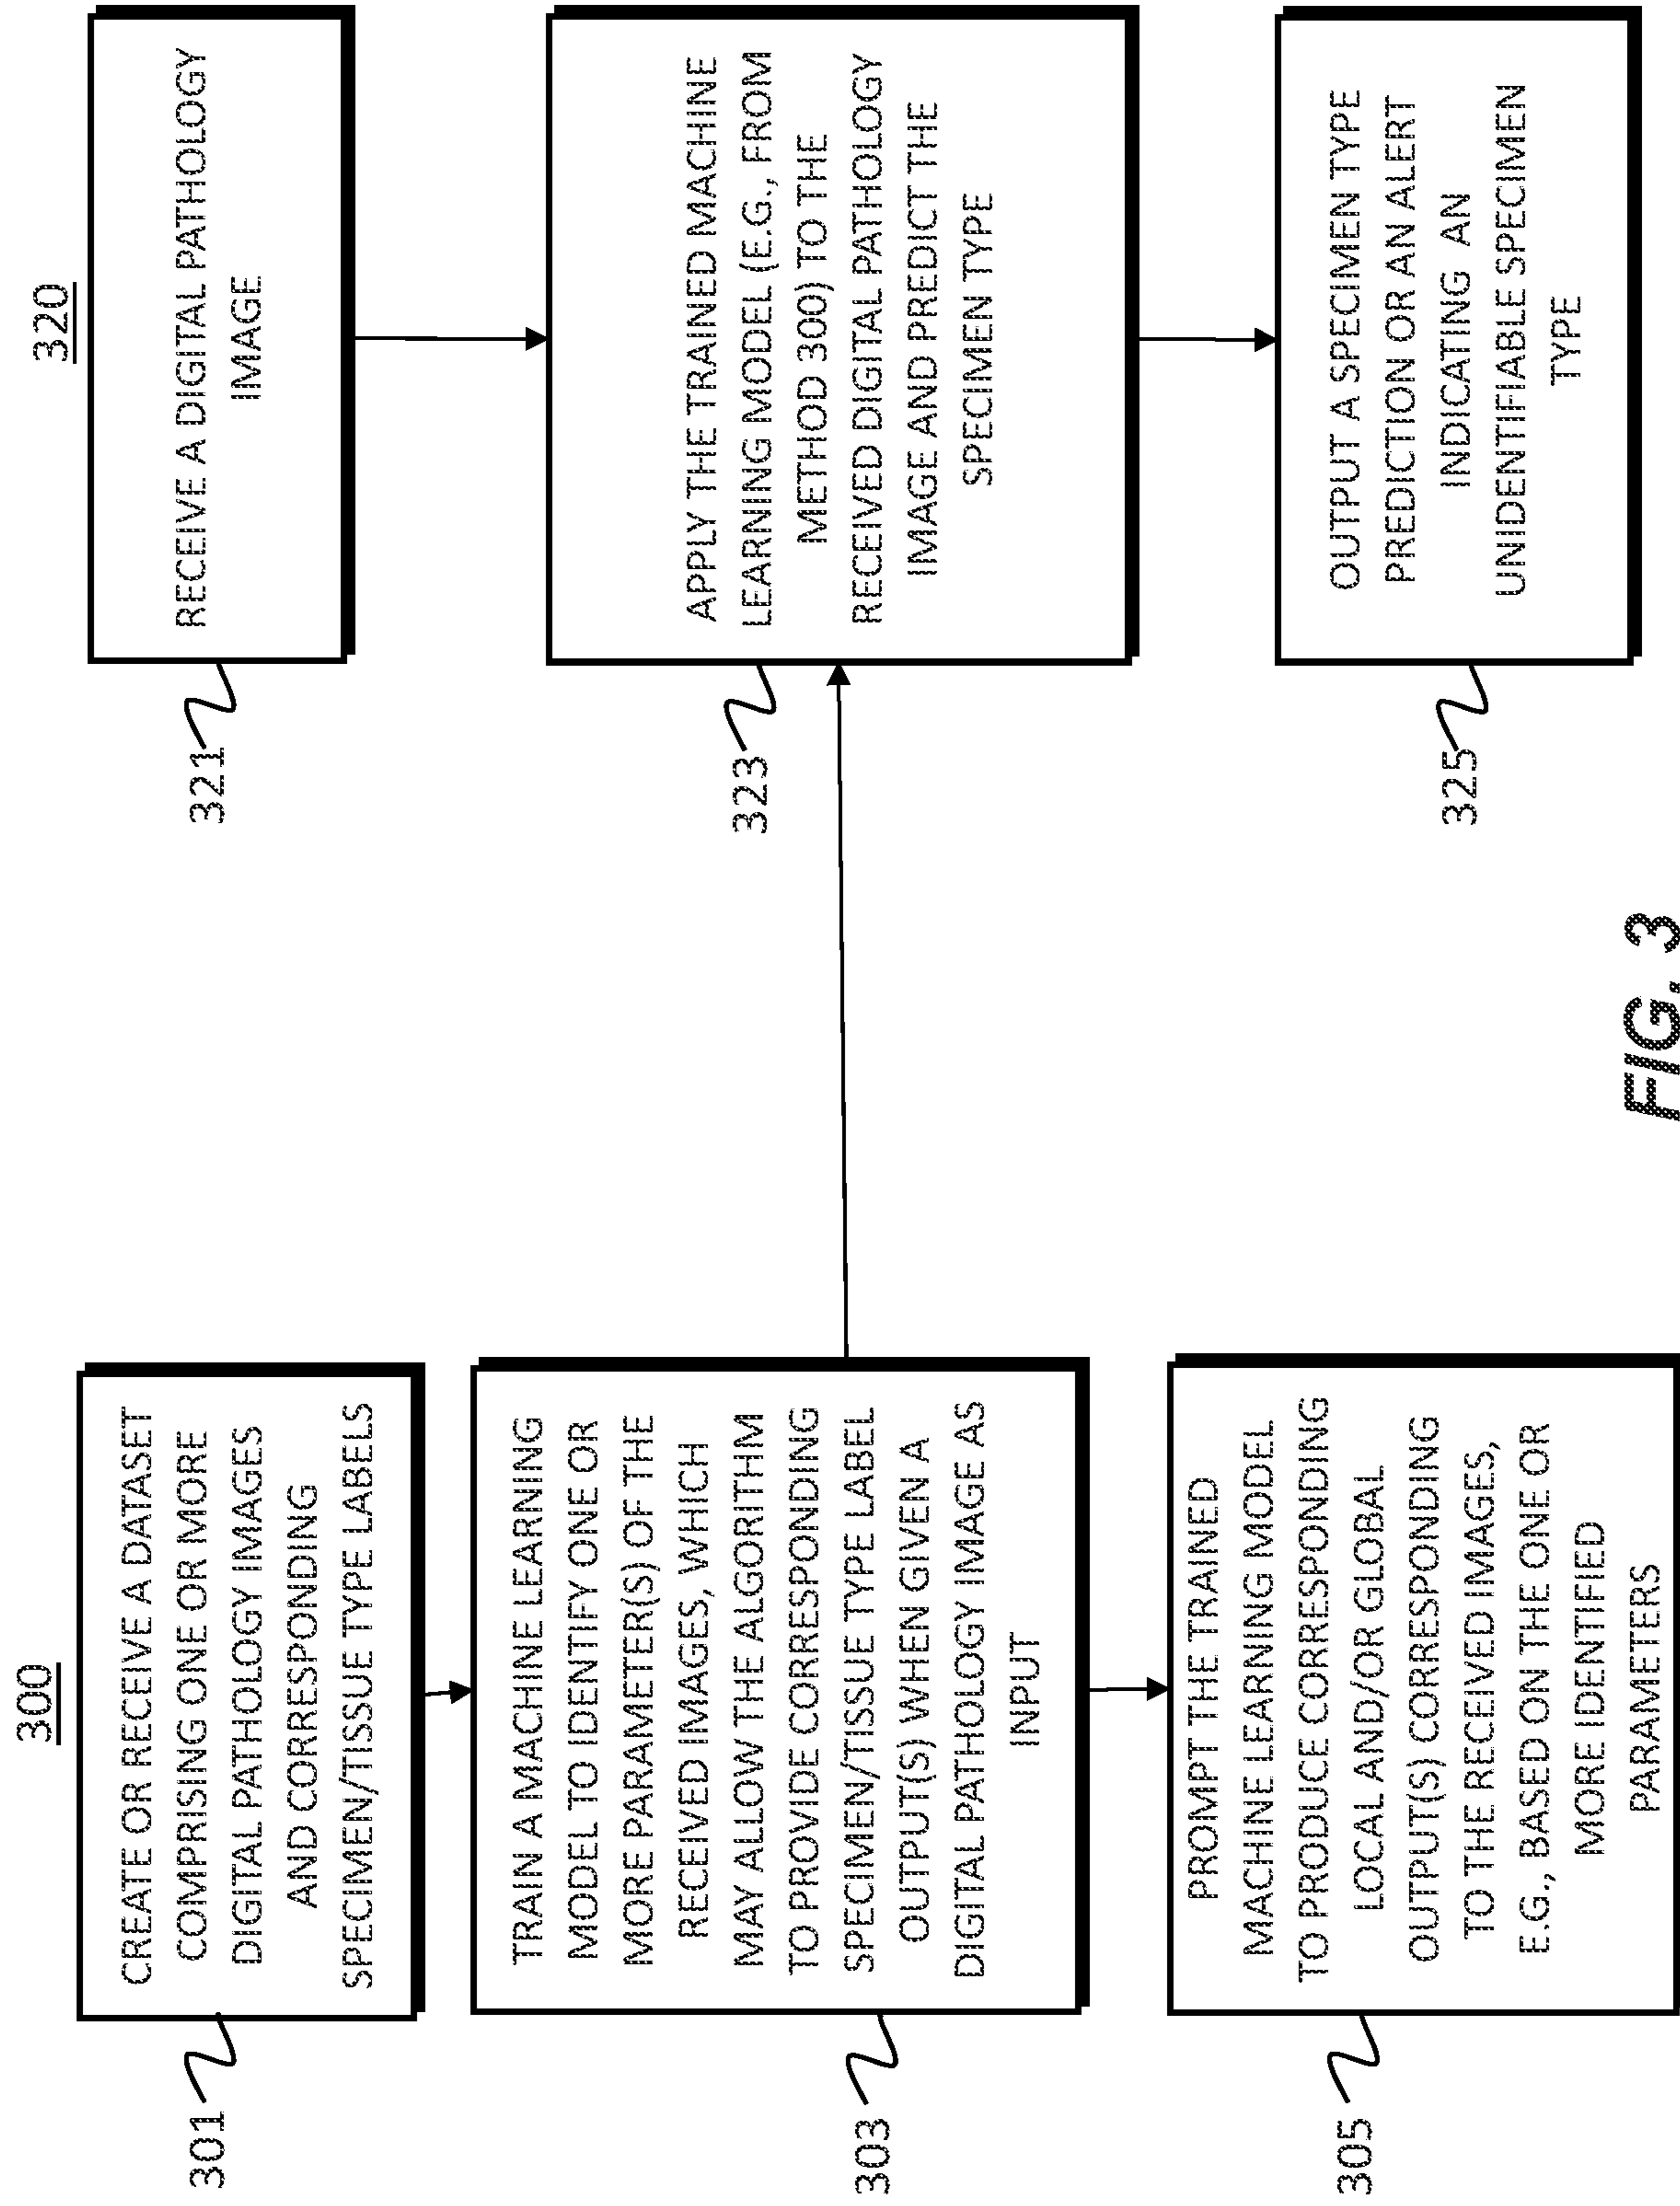 300
301
CREATE OR RECEIVE A DATASET
COMPRISING ONE OR MORE
DIGITAL PATHOLOGY IMAGES
AND CORRESPONDING
SPECIMEN/TISSUE TYPE LABELS
303
TRAIN A MACHINE LEARNING
MODEL TO IDENTIFY ONE OR
MORE PARAMETER(S) OF THE
RECEIVED IMAGES, WHICH
MAY ALLOW THE ALGORITHM
TO PROVIDE CORRESPONDING
SPECIMEN/TISSUE TYPE LABEL
OUTPUT(S) WHEN GIVEN A
DIGITAL PATHOLOGY IMAGE AS
INPUT
305
PROMPT THE TRAINED
MACHINE LEARNING MODEL
TO PRODUCE CORRESPONDING
LOCAL AND/OR GLOBAL
OUTPUT(S) CORRESPONDING
TO THE RECEIVED IMAGES,
E.G., BASED ON THE ONE OR
MORE IDENTIFIED
PARAMETERS
320
321
RECEIVE A DIGITAL PATHOLOGY
IMAGE
323
APPLY THE TRAINED MACHINE
LEARNING MODEL (E.G., FROM
METHOD 300) TO THE
RECEIVED DIGITAL PATHOLOGY
IMAGE AND PREDICT THE
SPECIMEN TYPE
325
OUTPUT A SPECIMEN TYPE
PREDICTION OR AN ALERT
INDICATING AN
UNIDENTIFIABLE SPECIMEN
TYPE
FIG. 3